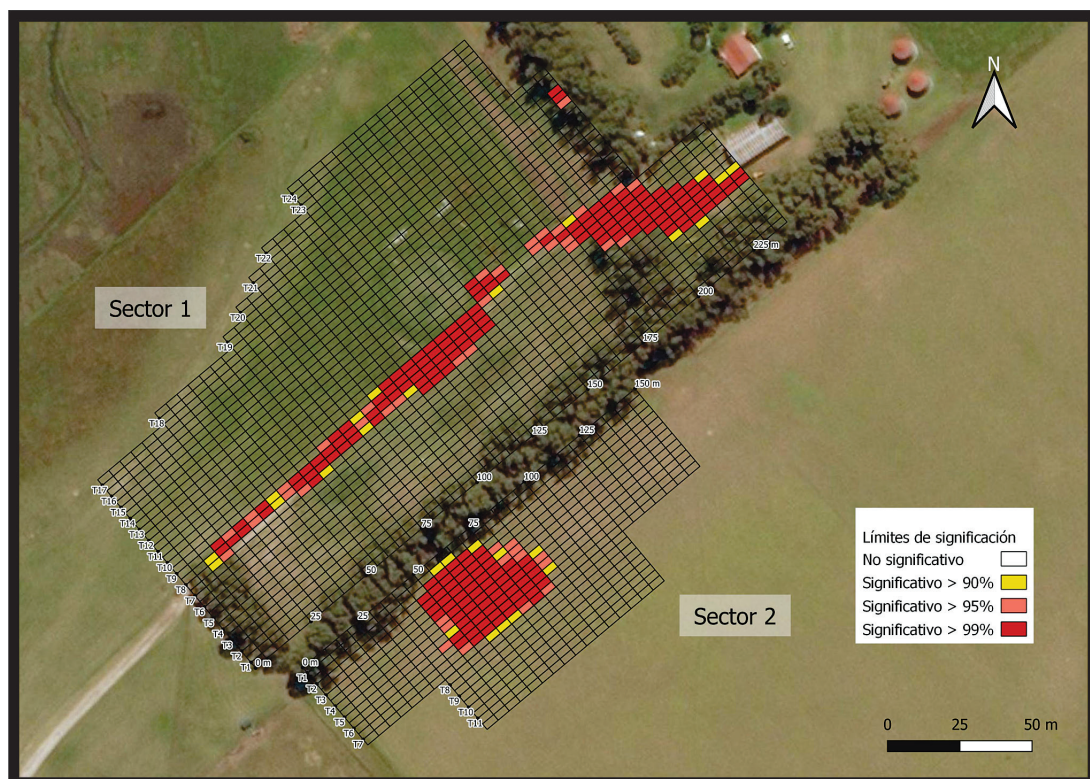 N
T24
T23
T22
T21
T20
T19
T18
T17
T16
T15
T14
T13
T12
T11
T10
T9
T8
T7
T6
T5
T4
T3
T2
T1
Sector 1
0 m
25
50
75
100
125
150
175
200
225 m
0 m
25
50
75
100
125
150 m
T1
T2
T3
T4
T5
T6
T7
T8
T9
T10
T11
Sector 2
Límites de significación
No significativo
Significativo > 90%
Significativo > 95%
Significativo > 99%
0 25 50 m